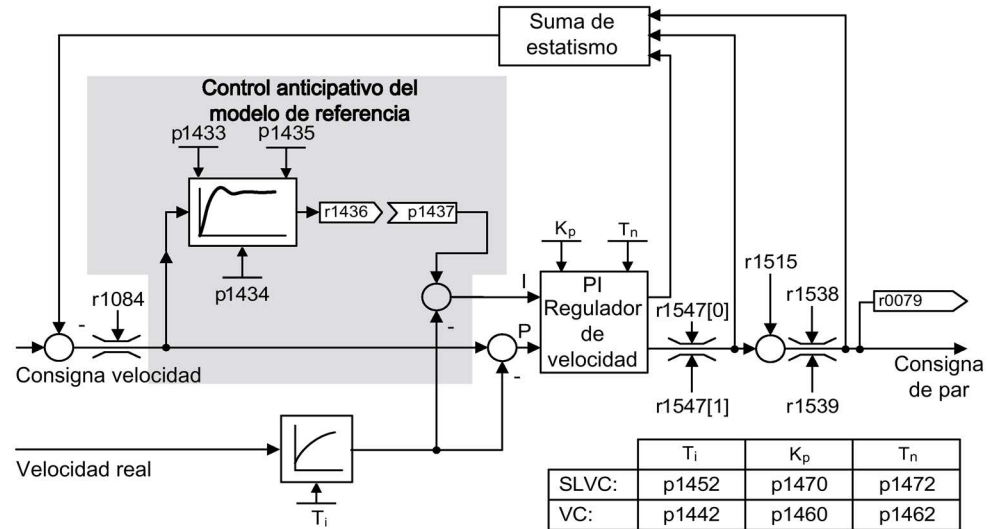 Suma de
estatismo
Control anticipativo del
modelo de referencia
p1433
p1435
r1436
p1437
p1434
Kp
Tn
r1084
-
I
-
P
-
PI
Regulador
de
velocidad
r1547[0]
r1547[1]
r1515
r1538
r1539
r0079
Consigna velocidad
Consigna
de par
Velocidad real
Ti
Ti Kp Tn
SLVC: p1452 p1470 p1472
VC: p1442 p1460 p1462